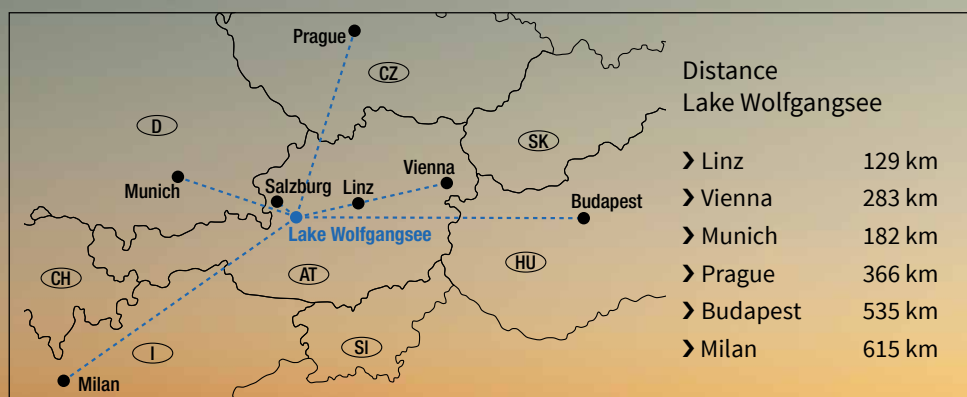 Prague
CZ
D
SK
Vienna
Munich
Salzburg
Linz
Budapest
Lake Wolfgangsee
CH
AT
HU
I
SI
Milan
Distance
Lake Wolfgangsee
❯ Linz 129 km
❯ Vienna 283 km
❯ Munich 182 km
❯ Prague 366 km
❯ Budapest 535 km
❯ Milan 615 km